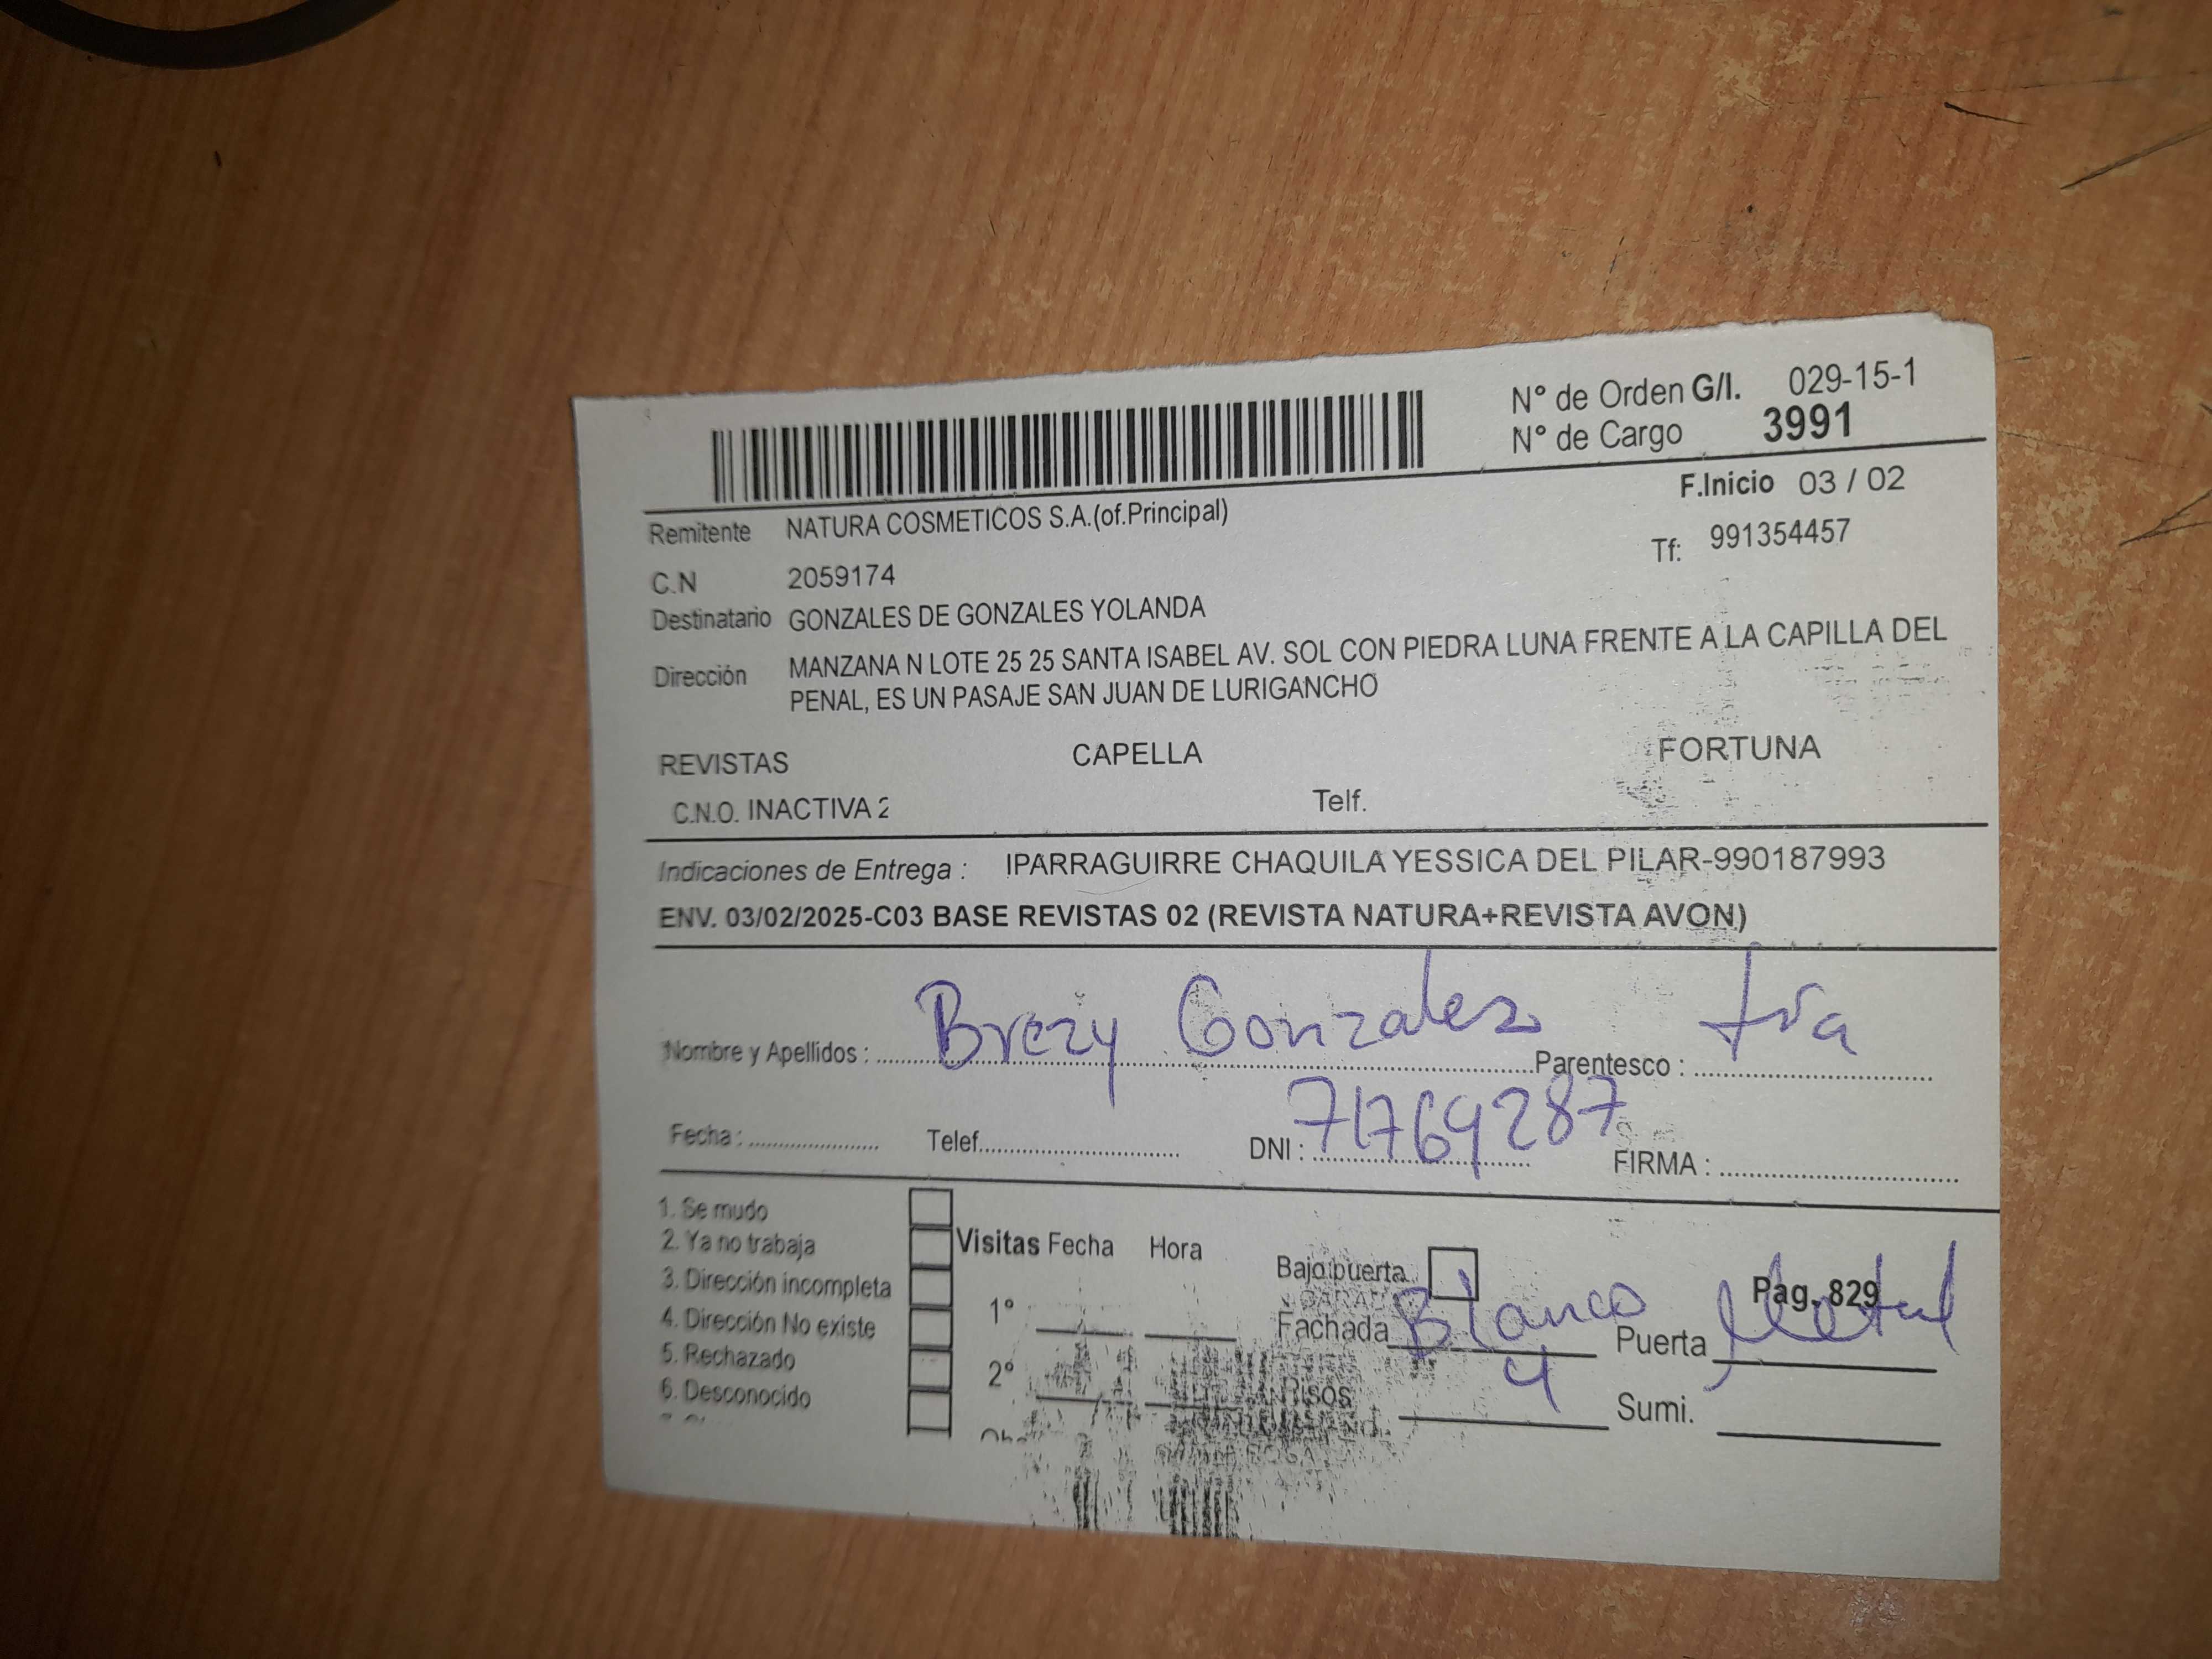 N° de Orden G/I. 029-15-1
N° de Cargo 3991
F.Inicio 03 / 02
Remitente NATURA COSMETICOS S.A.(of.Principal)
Tf: 991354457
C.N 2059174
Destinatario GONZALES DE GONZALES YOLANDA
Dirección MANZANA N LOTE 25 25 SANTA ISABEL AV. SOL CON PIEDRA LUNA FRENTE A LA CAPILLA DEL
PENAL, ES UN PASAJE SAN JUAN DE LURIGANCHO
REVISTAS CAPELLA FORTUNA
C.N.O. INACTIVA 2 Telf.
Indicaciones de Entrega : IPARRAGUIRRE CHAQUILA YESSICA DEL PILAR-990187993
ENV. 03/02/2025-C03 BASE REVISTAS 02 (REVISTA NATURA+REVISTA AVON)
Nombre y Apellidos : Brezy Gonzales Parentesco : tía
Fecha : Telef. DNI : 71769287 FIRMA :
1. Se mudo
2. Ya no trabaja
3. Dirección incompleta
4. Dirección No existe
5. Rechazado
6. Desconocido
Visitas Fecha Hora
1°
2°
Bajo puerta Pag. 829
Fachada Blanco Puerta Metal
Pisos 4 Sumi.